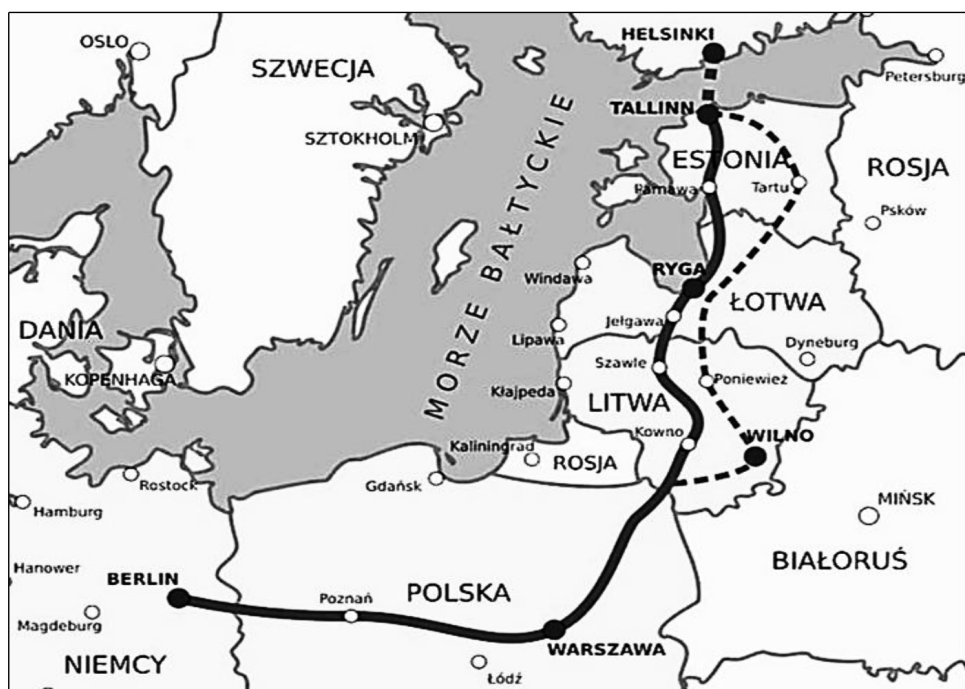 HELSINKI
OSLO
SZWECJA
Petersburg
TALLINN
SZTOKHOLM
ESTONIA
ROSJA
MORZE BAŁTYCKIE
Parnawa
Tartu
Psków
RYGA
Windawa
ŁOTWA
DANIA
Jełgawa
Lipawa
Dyneburg
KOPENHAGA
Szawle
Poniewież
Kłajpeda
LITWA
Kowno
WILNO
Kaliningrad
ROSJA
Rostock
Gdańsk
Hamburg
MIŃSK
Hanower
BIAŁORUŚ
BERLIN
POLSKA
Poznań
Magdeburg
WARSZAWA
NIEMCY
Łódź